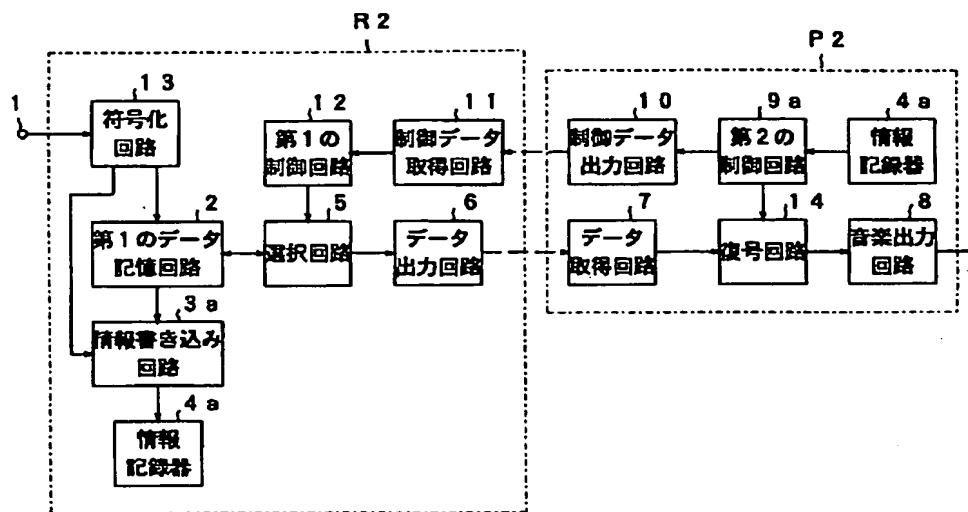 R2
P2
1
13
符号化
回路
12
第1の
制御回路
11
制御データ
取得回路
10
制御データ
出力回路
9a
第2の
制御回路
4a
情報
記録器
2
第1のデータ
記憶回路
5
選択回路
6
データ
出力回路
7
データ
取得回路
14
復号回路
8
音楽出力
回路
3a
情報書き込み
回路
4a
情報
記録器